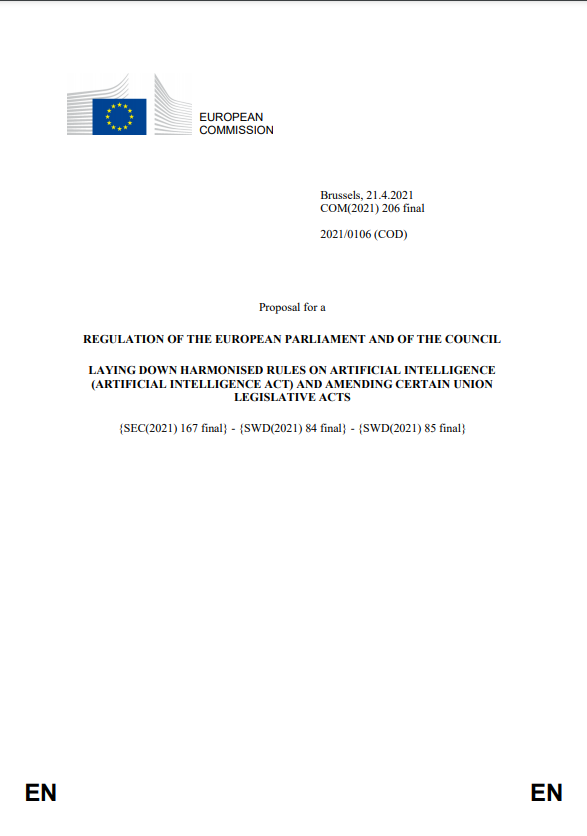 EUROPEAN
COMMISSION
Brussels, 21.4.2021
COM(2021) 206 final
2021/0106 (COD)
Proposal for a
REGULATION OF THE EUROPEAN PARLIAMENT AND OF THE COUNCIL
LAYING DOWN HARMONISED RULES ON ARTIFICIAL INTELLIGENCE
(ARTIFICIAL INTELLIGENCE ACT) AND AMENDING CERTAIN UNION
LEGISLATIVE ACTS
{SEC(2021) 167 final} - {SWD(2021) 84 final} - {SWD(2021) 85 final}
EN EN